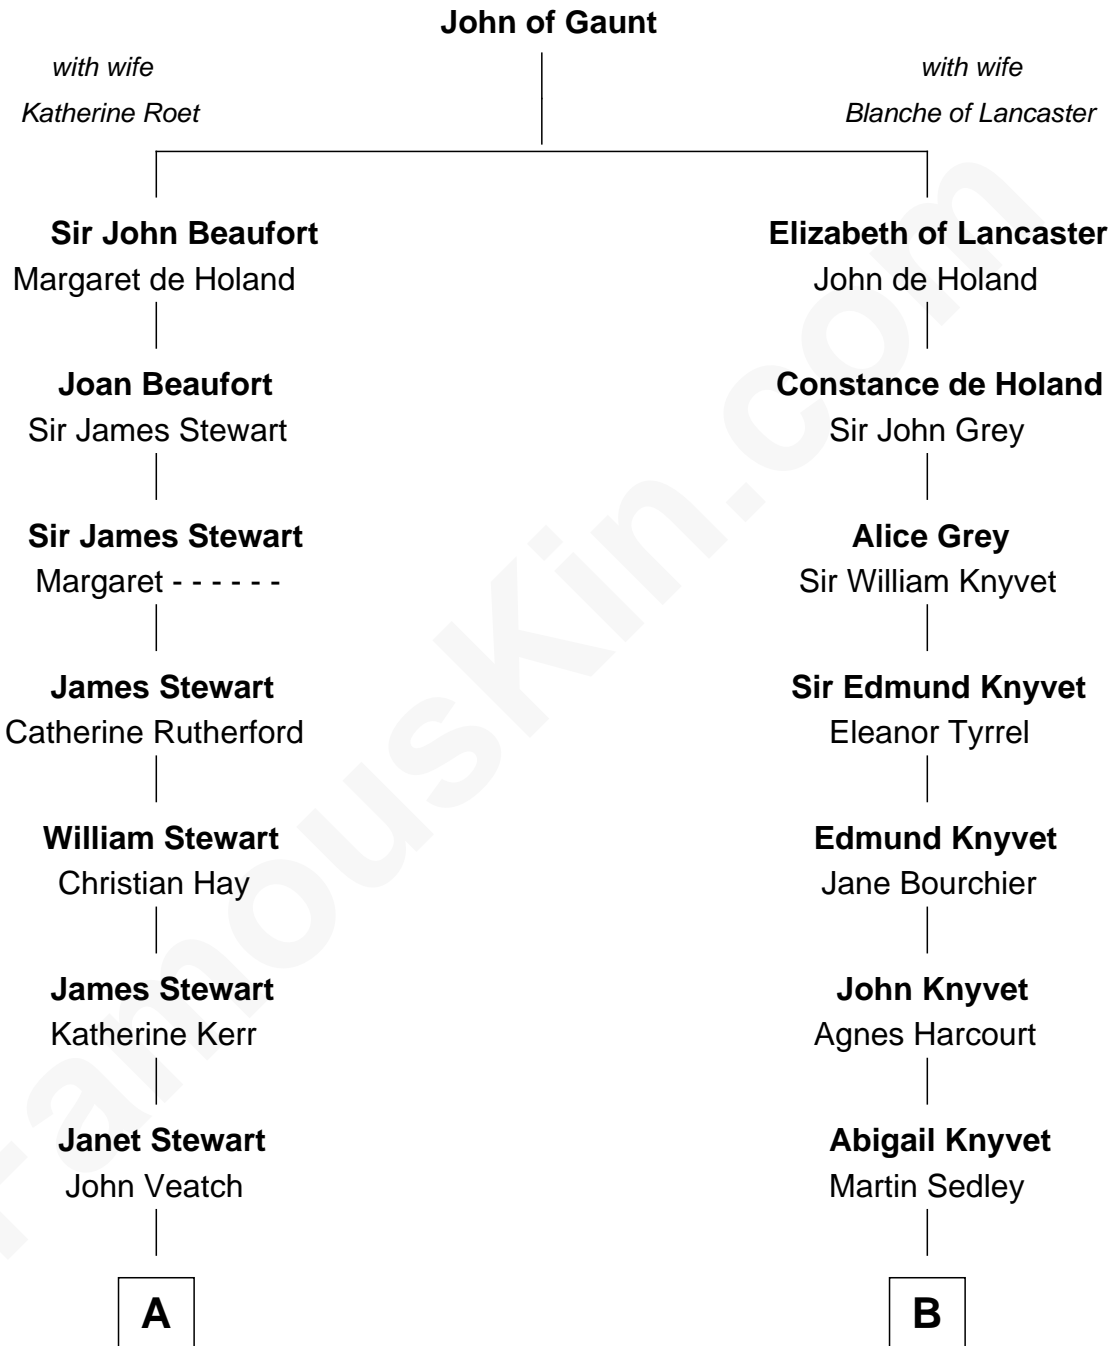 John of Gaunt
with wife
Katherine Roet
with wife
Blanche of Lancaster
Sir John Beaufort
Margaret de Holand
Elizabeth of Lancaster
John de Holand
Joan Beaufort
Sir James Stewart
Constance de Holand
Sir John Grey
Sir James Stewart
Margaret - - - - - -
Alice Grey
Sir William Knyvet
James Stewart
Catherine Rutherford
Sir Edmund Knyvet
Eleanor Tyrrel
William Stewart
Christian Hay
Edmund Knyvet
Jane Bourchier
James Stewart
Katherine Kerr
John Knyvet
Agnes Harcourt
Janet Stewart
John Veatch
Abigail Knyvet
Martin Sedley
A
B
FamousKin.com